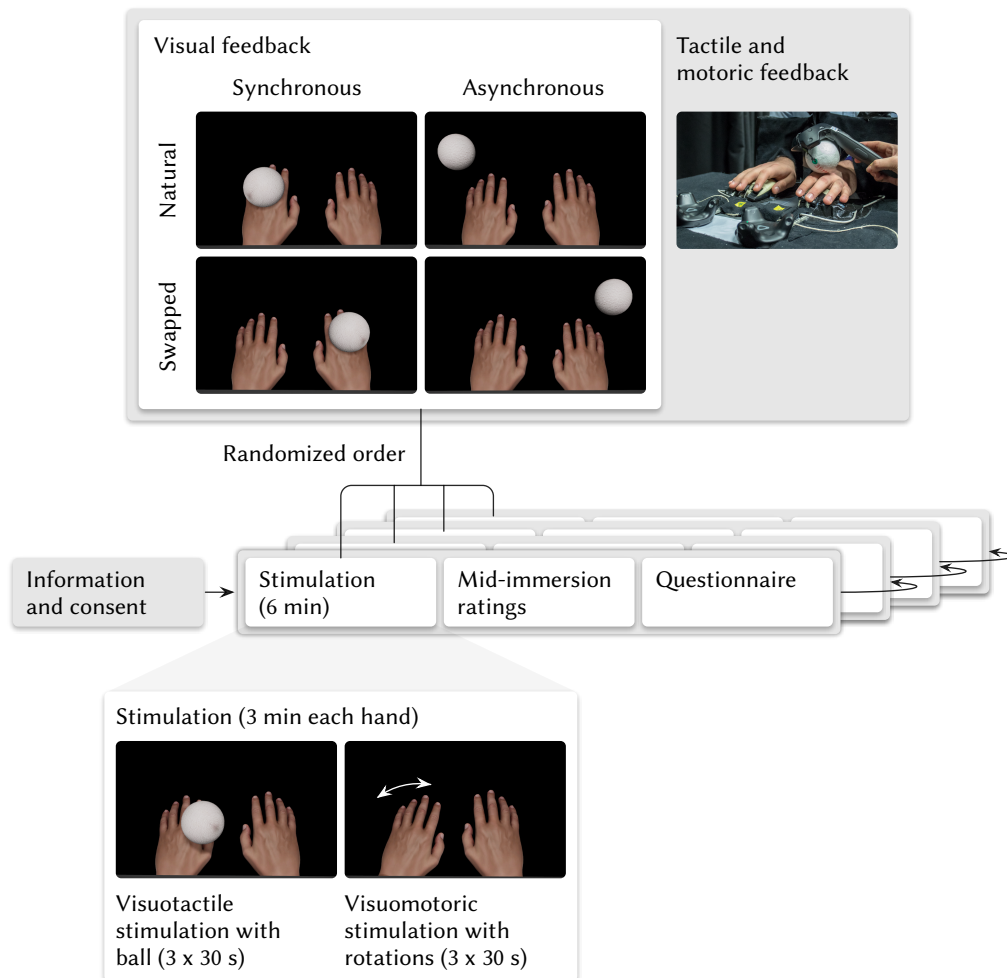 Visual feedback
Tactile and
motoric feedback
Synchronous
Asynchronous
Natural
Swapped
Randomized order
Information
and consent
Stimulation
(6 min)
Mid-immersion
ratings
Questionnaire
Stimulation (3 min each hand)
Visuotactile
stimulation with
ball (3 x 30 s)
Visuomotoric
stimulation with
rotations (3 x 30 s)